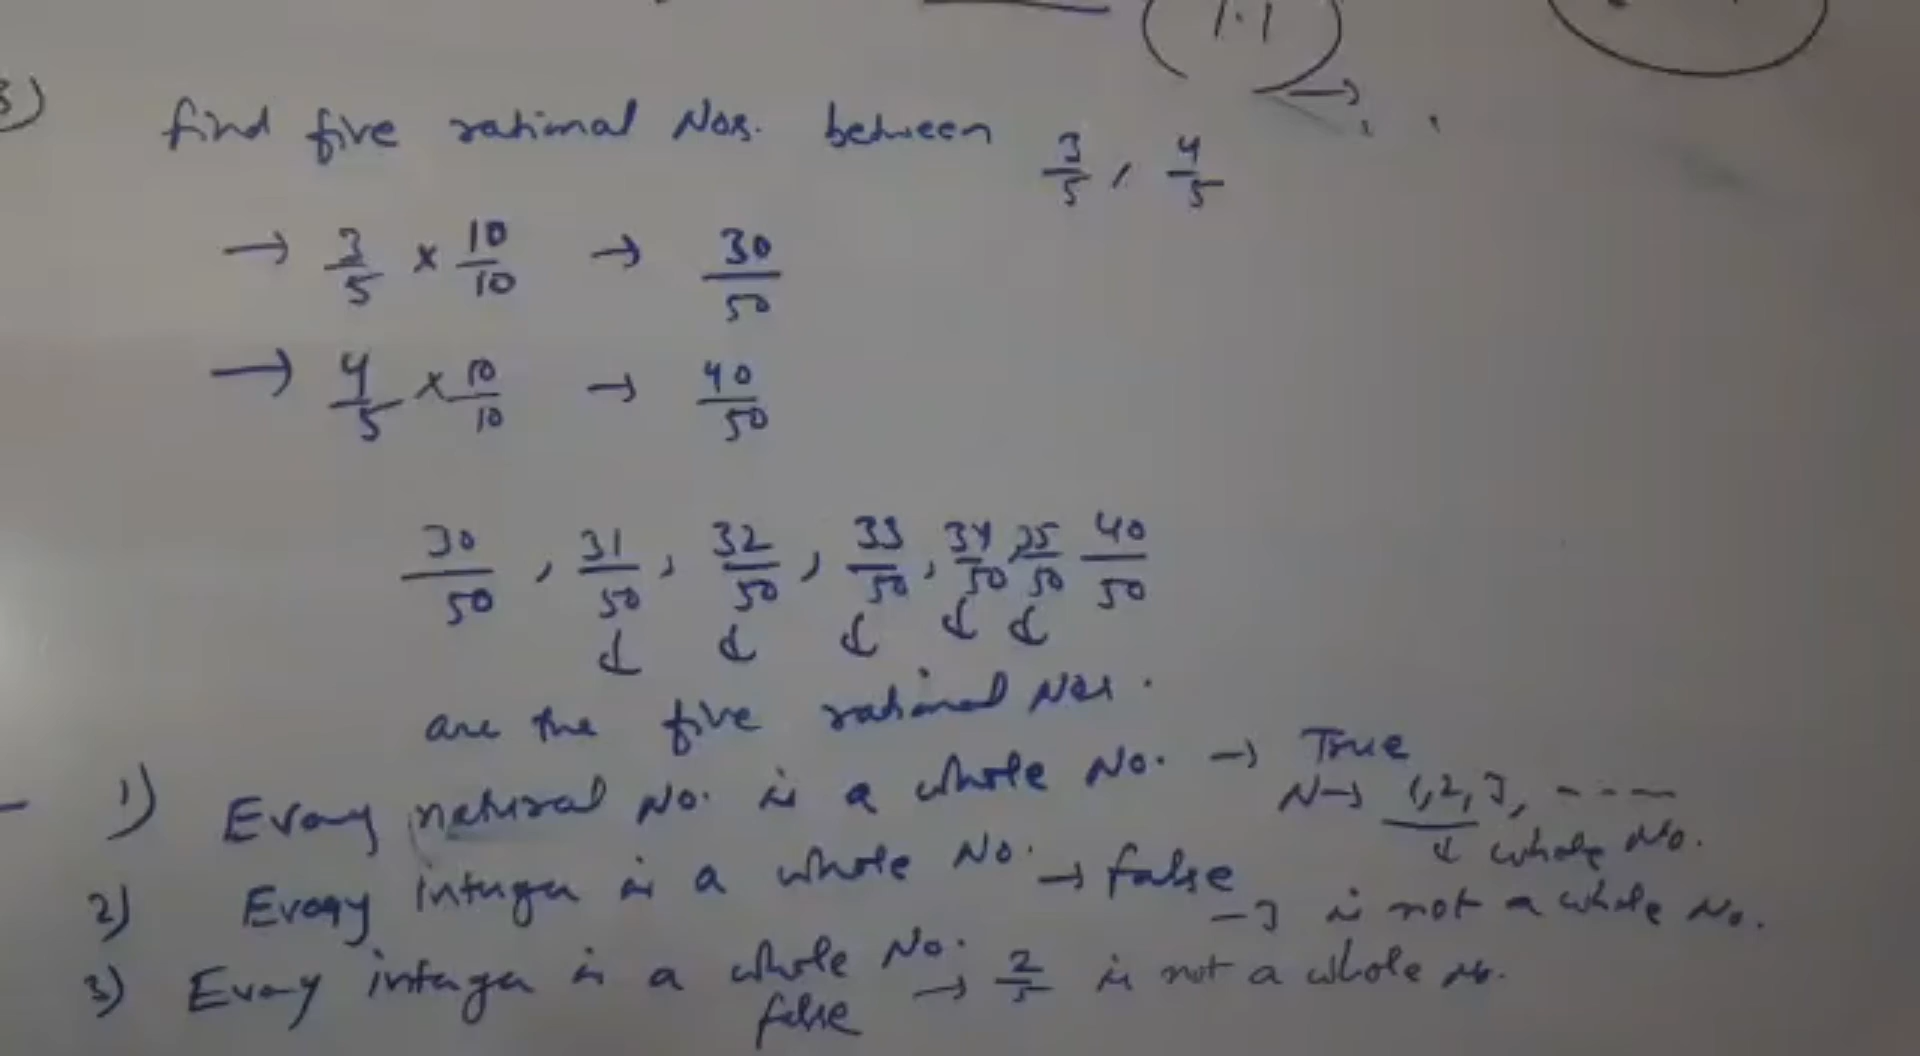 1.1
3) find five rational Nos. between 3/5, 4/5
→ 3/5 × 10/10 → 30/50
→ 4/5 × 10/10 → 40/50
30/50, 31/50, 32/50, 33/50, 34/50 35/50 40/50
are the five rational Nos.
1) Every natural No. is a whole No. → True
N→ 1,2,3, ----
↓ whole No.
2) Every integer is a whole No. → false
-3 is not a whole No.
3) Every integer is a whole No. → 2/5 is not a whole No.
false